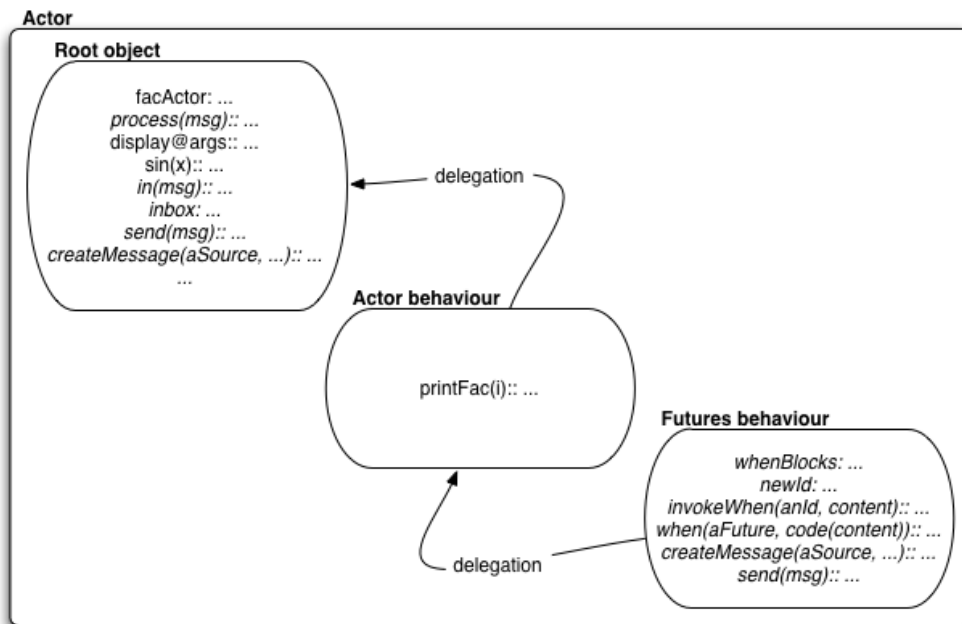 Actor
Root object
facActor: ...
process(msg):: ...
display@args:: ...
sin(x):: ...
in(msg):: ...
inbox: ...
send(msg):: ...
createMessage(aSource, ...):: ...
...
delegation
Actor behaviour
printFac(i):: ...
Futures behaviour
whenBlocks: ...
newId: ...
invokeWhen(anId, content):: ...
when(aFuture, code(content)):: ...
createMessage(aSource, ...):: ...
send(msg):: ...
delegation